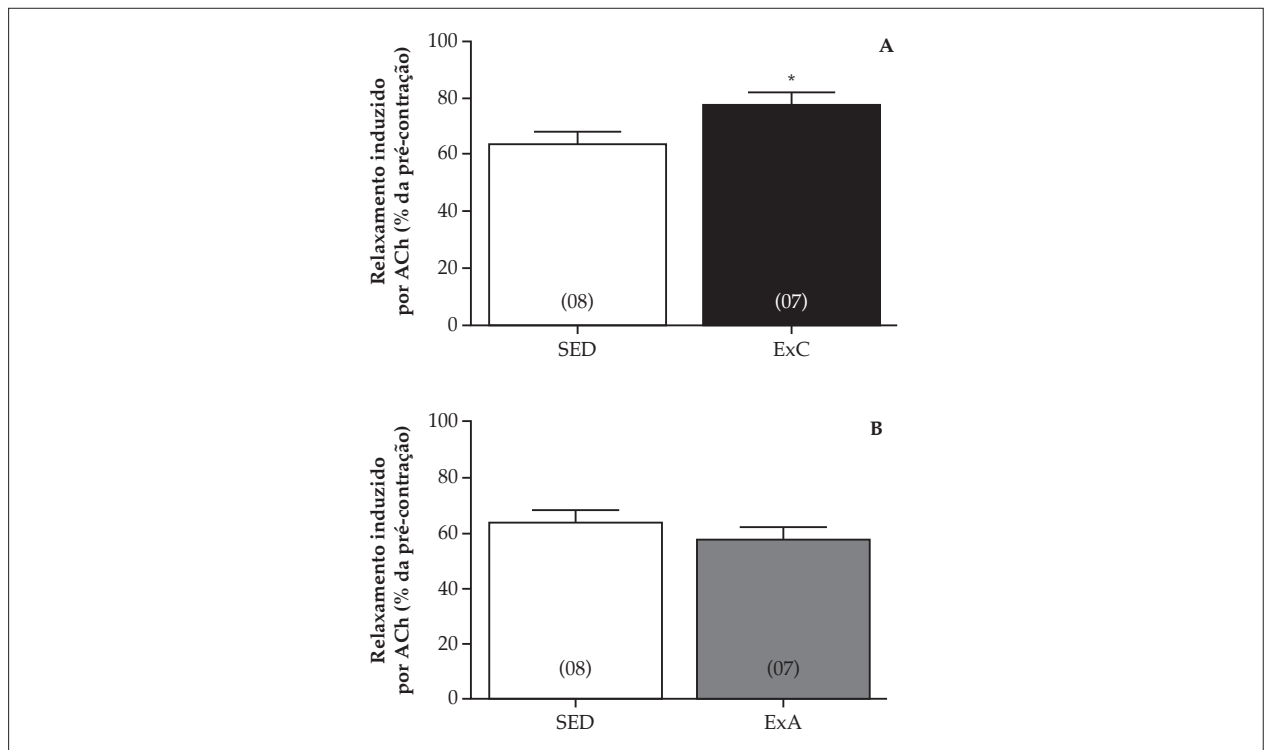 A
Relaxamento induzido
por ACh (% da pré-contração)
100
80
60
40
20
0
*
(08)
(07)
SED
ExC
B
Relaxamento induzido
por ACh (% da pré-contração)
100
80
60
40
20
0
(08)
(07)
SED
ExA